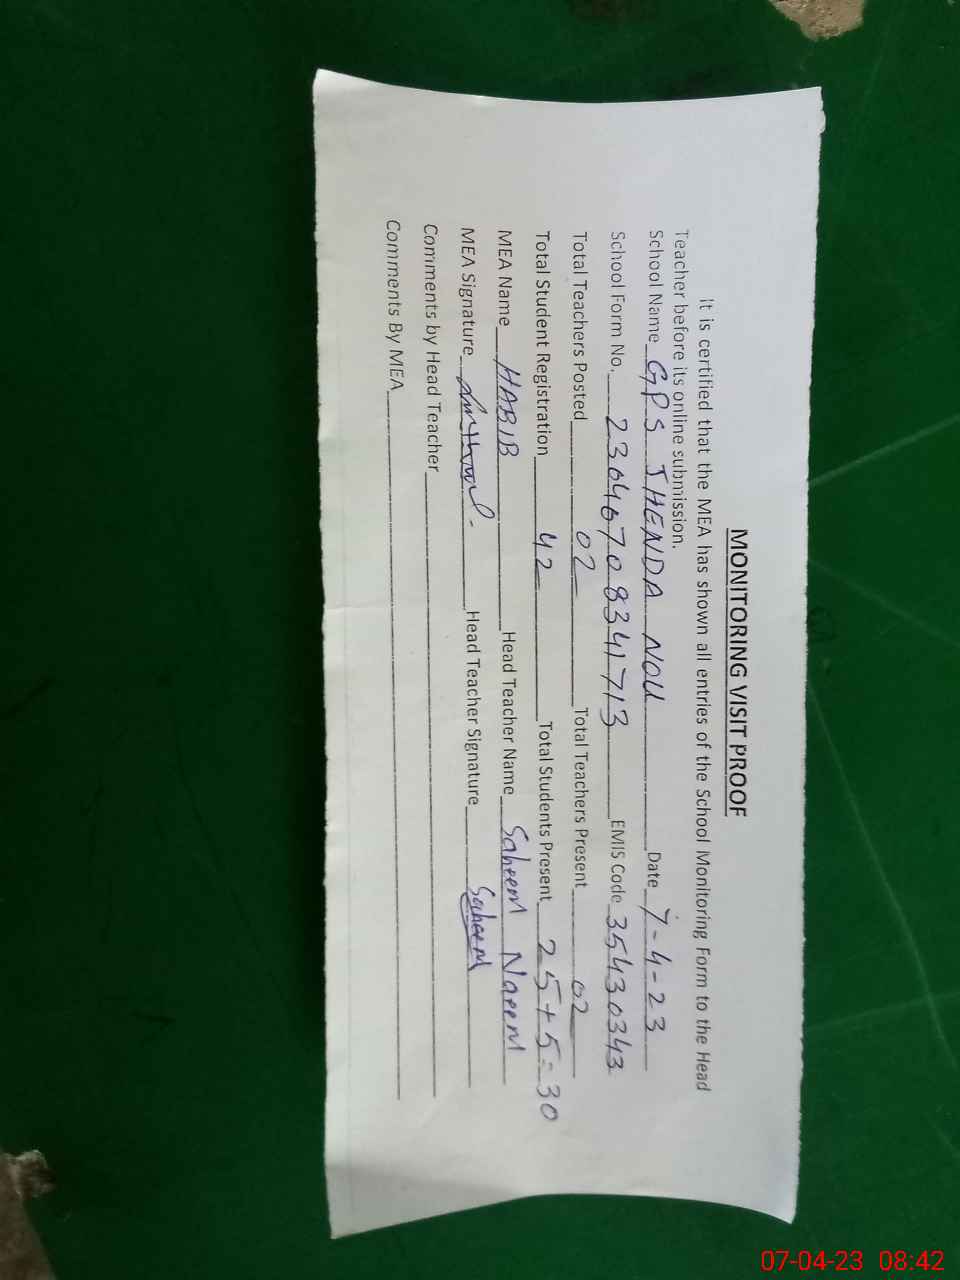 MONITORING VISIT PROOF
It is certified that the MEA has shown all entries of the School Monitoring Form to the Head
Teacher before its online submission.
School Name GPS JHENDA NOU Date 7-4-23
School Form No. 23046708341713 EMIS Code 35430343
Total Teachers Posted 02 Total Teachers Present 02
Total Student Registration 42 Total Students Present 25+5=30
MEA Name HABIB Head Teacher Name Saheem Naeem
MEA Signature Head Teacher Signature Saheem
Comments by Head Teacher
Comments By MEA
07-04-23 08:42